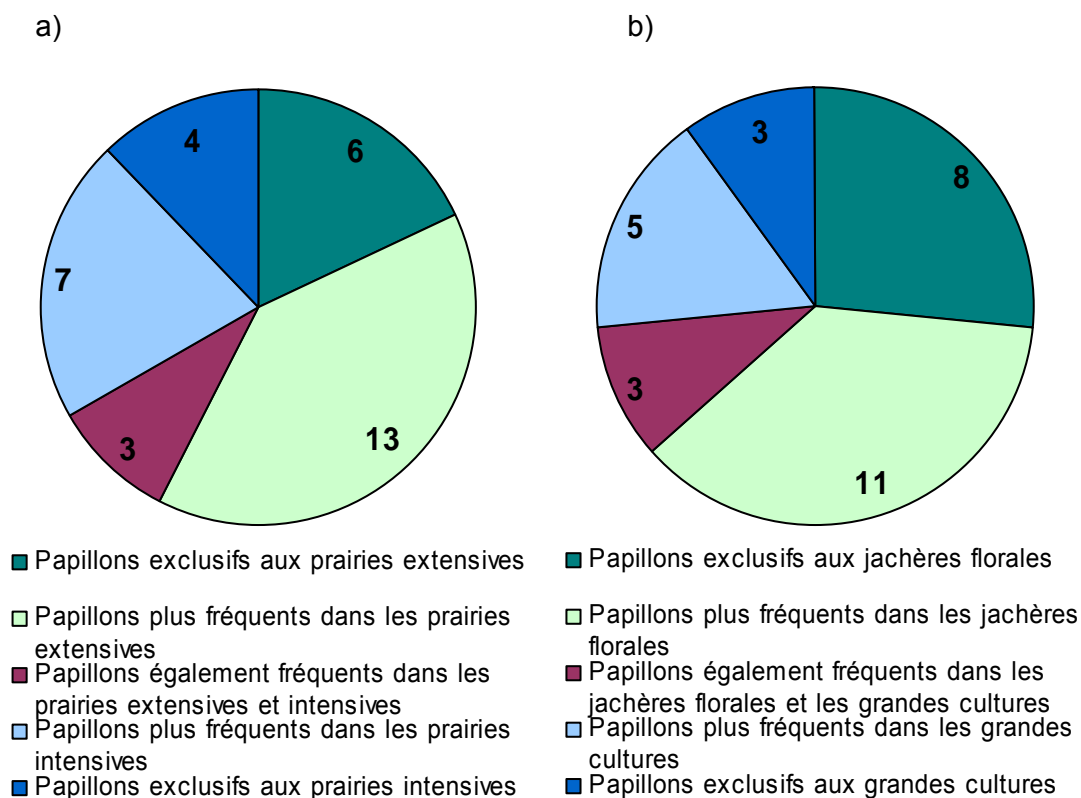 a)
b)
4
6
7
3
13
3
8
5
3
11
Papillons exclusifs aux prairies extensives
Papillons plus fréquents dans les prairies
extensives
Papillons également fréquents dans les
prairies extensives et intensives
Papillons plus fréquents dans les prairies
intensives
Papillons exclusifs aux prairies intensives
Papillons exclusifs aux jachères florales
Papillons plus fréquents dans les jachères
florales
Papillons également fréquents dans les
jachères florales et les grandes cultures
Papillons plus fréquents dans les grandes
cultures
Papillons exclusifs aux grandes cultures